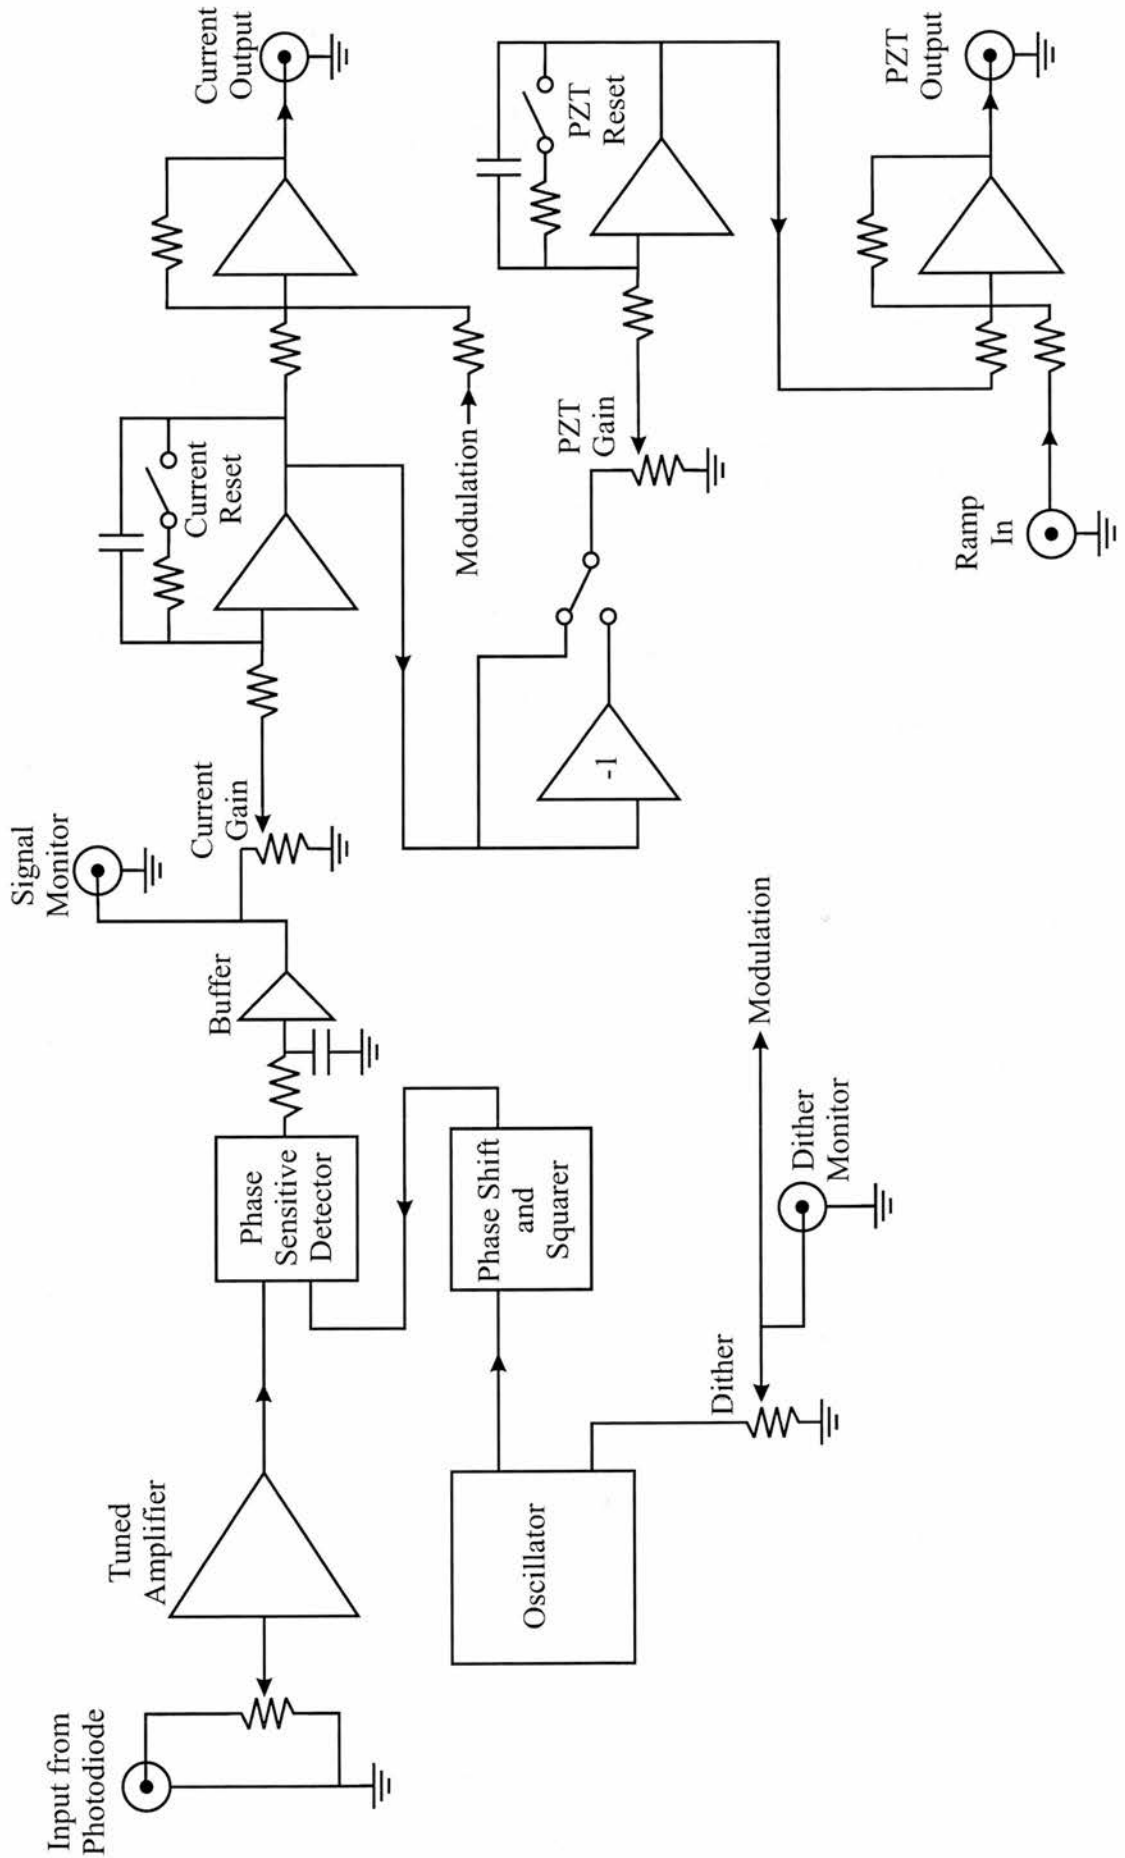 Input from
Photodiode
Tuned
Amplifier
Phase
Sensitive
Detector
Buffer
Signal
Monitor
Current
Gain
Current
Reset
Current
Output
Oscillator
Phase Shift
and
Squarer
Modulation
-1
PZT
Gain
PZT
Reset
Dither
Dither
Monitor
Modulation
Ramp
In
PZT
Output